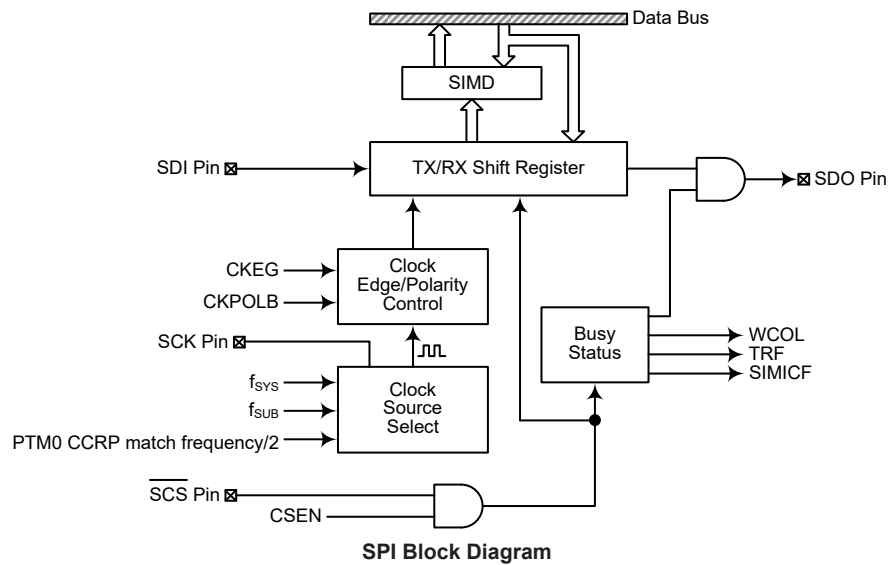 Data Bus
SIMD
SDI Pin
TX/RX Shift Register
SDO Pin
CKEG
CKPOLB
Clock
Edge/Polarity
Control
SCK Pin
Busy
Status
WCOL
TRF
SIMICF
fSYS
fSUB
PTM0 CCRP match frequency/2
Clock
Source
Select
SCS Pin
CSEN
SPI Block Diagram